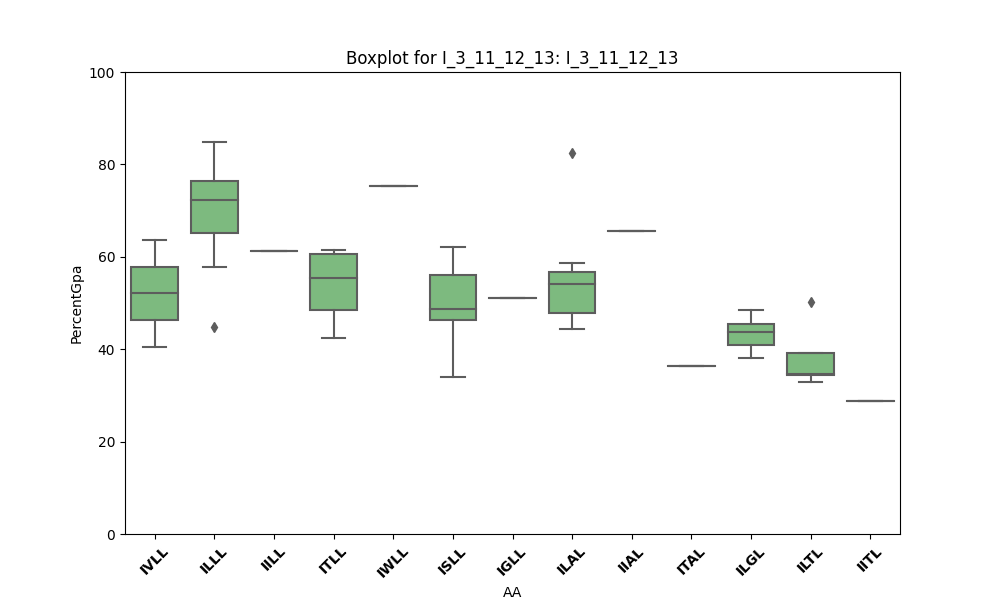 Boxplot for I_3_11_12_13: I_3_11_12_13
100
80
60
40
20
0
PercentGpa
IVLL
ILLL
IILL
ITLL
IWLL
ISLL
IGLL
ILAL
IIAL
ITAL
ILGL
ILTL
IITL
AA